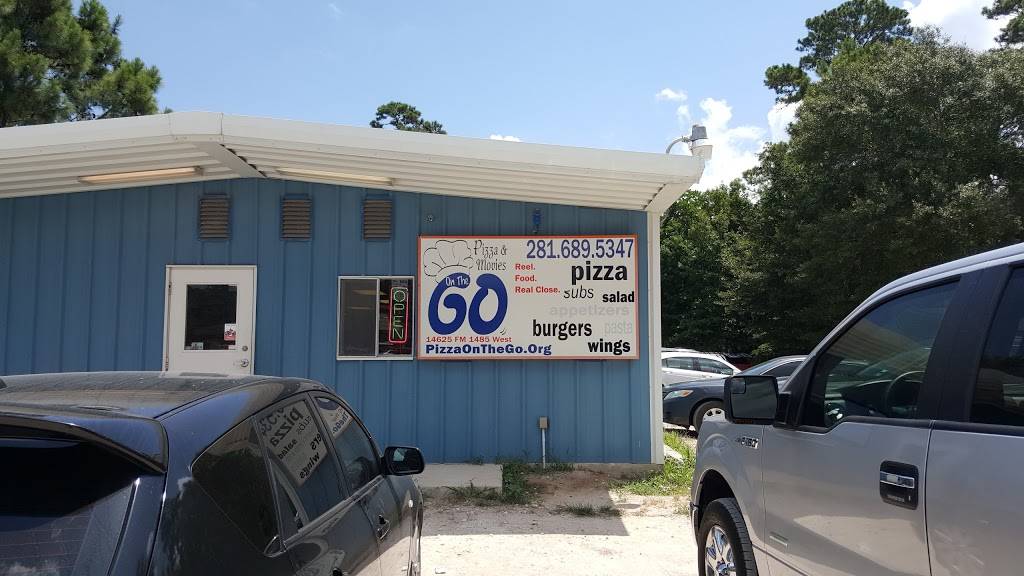 Pizza &
Movies
On The
GO
281.689.5347
Reel.
Food.
Real Close.
pizza
subs
salad
appetizers
burgers
pasta
wings
14625 FM 1485 West
PizzaOnTheGo.Org
OPEN
F-150